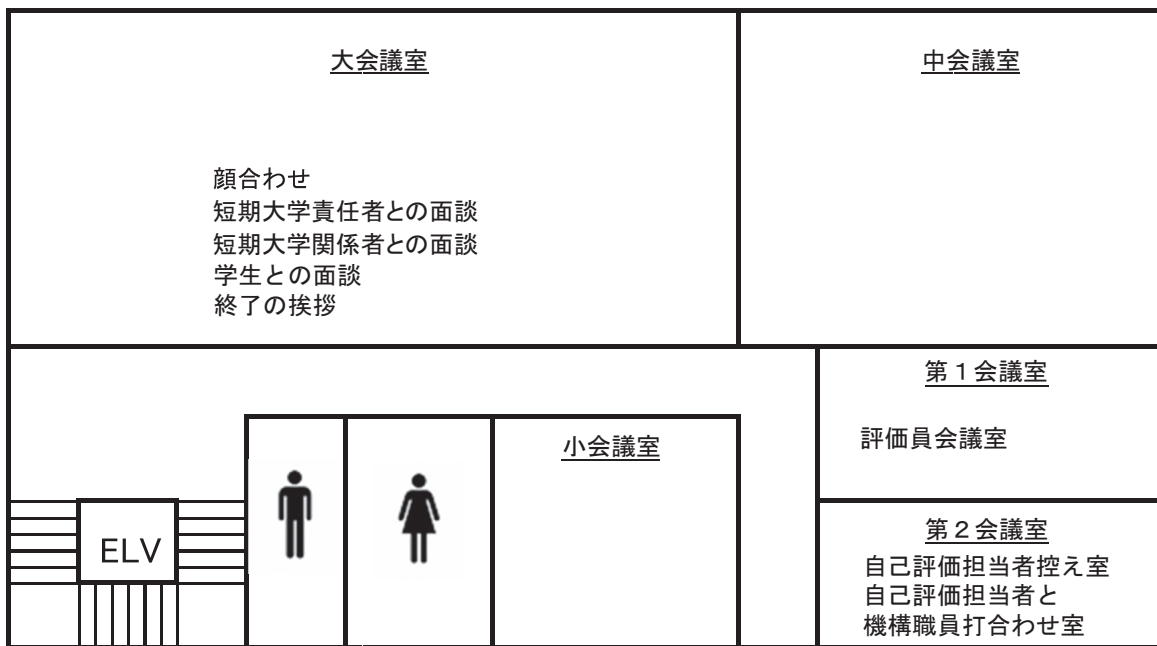 大会議室
顔合わせ
短期大学責任者との面談
短期大学関係者との面談
学生との面談
終了の挨拶
中会議室
第１会議室
評価員会議室
小会議室
ELV
第２会議室
自己評価担当者控え室
自己評価担当者と
機構職員打合わせ室